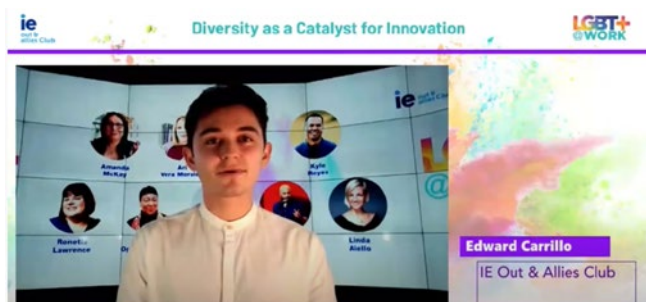 ie
out &
allies Club
Diversity as a Catalyst for Innovation
LGBT+
@WORK
ie
Amanda
McKay
Kyle
Reyes
Ronette
Lawrence
Linda
Aiello
Edward Carrillo
IE Out & Allies Club